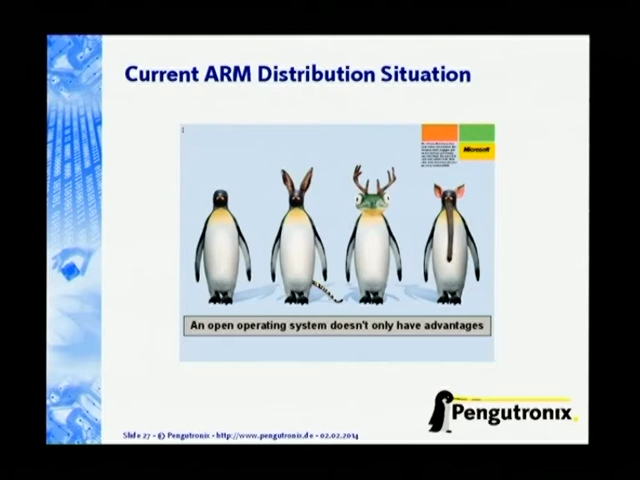 Current ARM Distribution Situation
Microsoft
An open operating system doesn't only have advantages
Pengutronix
Slide 27 - © Pengutronix - http://www.pengutronix.de - 02.02.2014